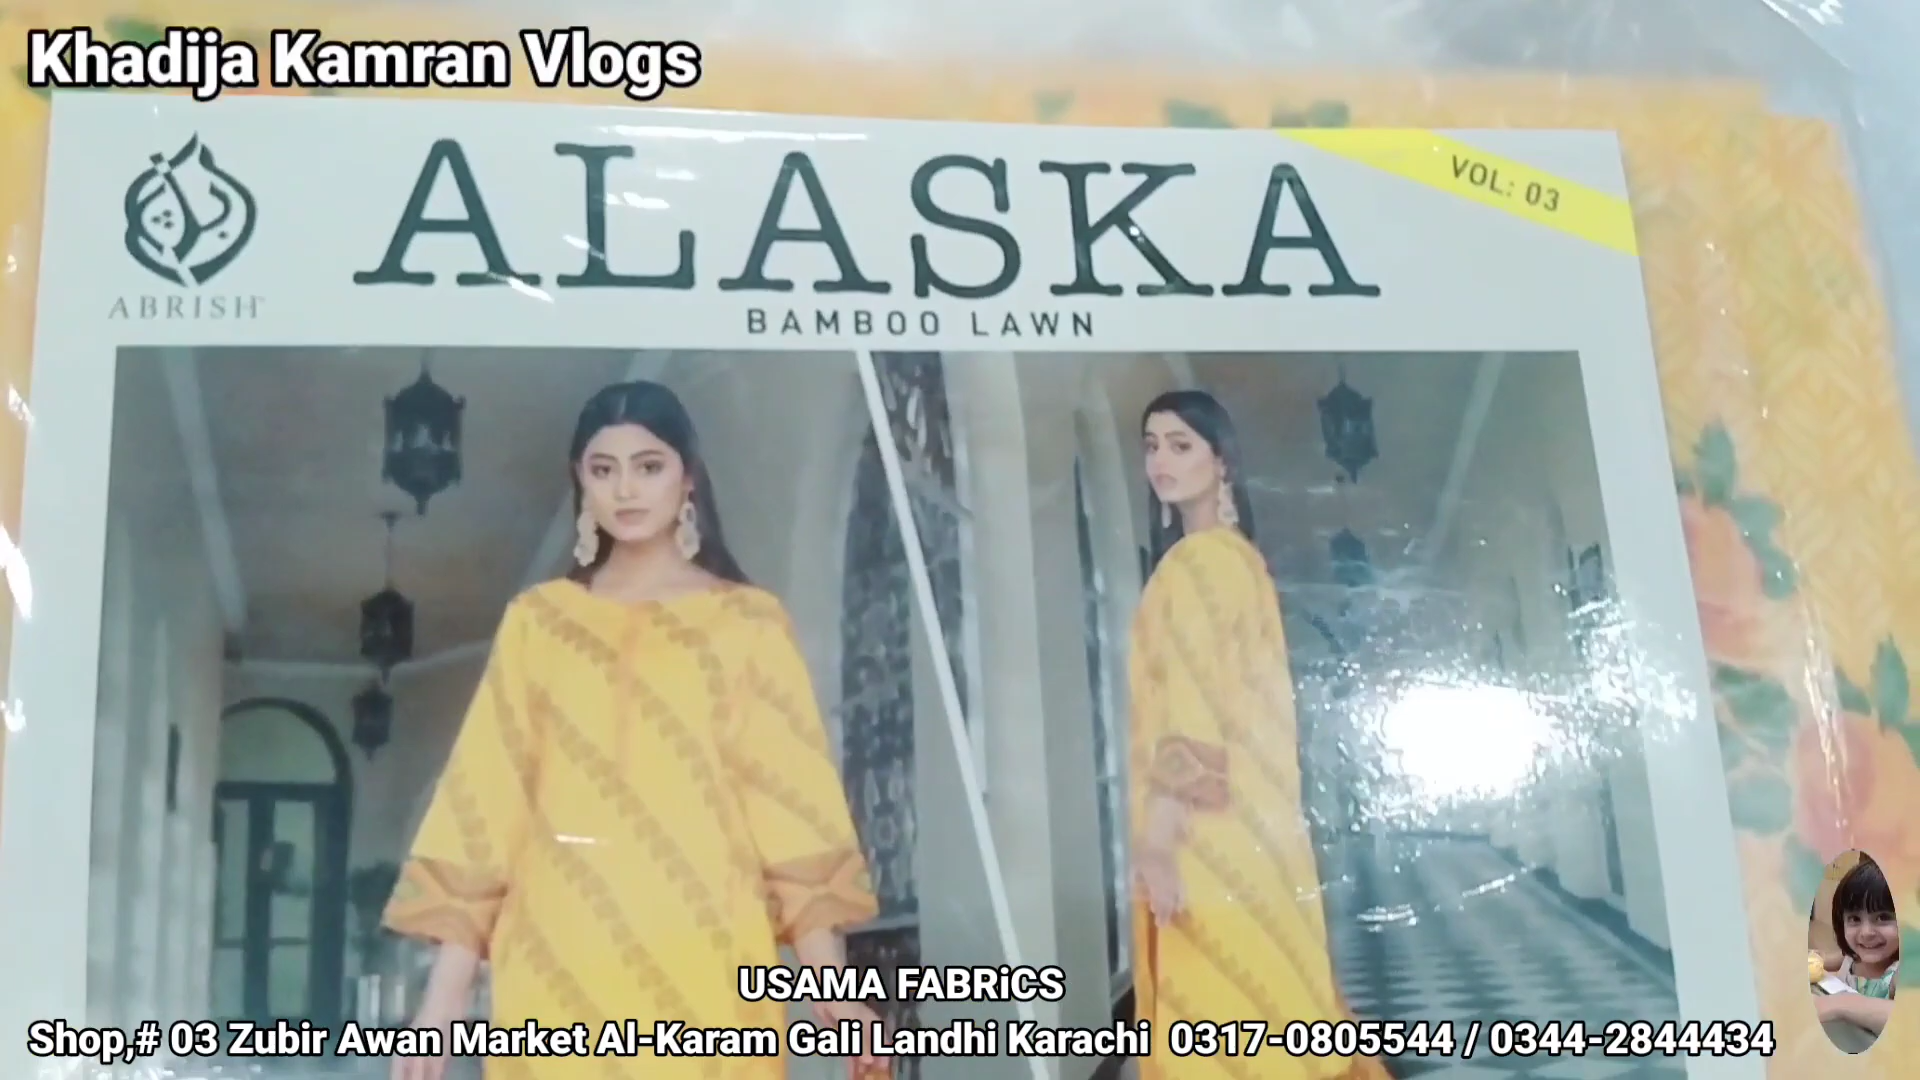 Khadija Kamran Vlogs
ALASKA
VOL: 03
ABRISH
BAMBOO LAWN
USAMA FABRiCS
Shop,# 03 Zubir Awan Market Al-Karam Gali Landhi Karachi 0317-0805544 / 0344-2844434